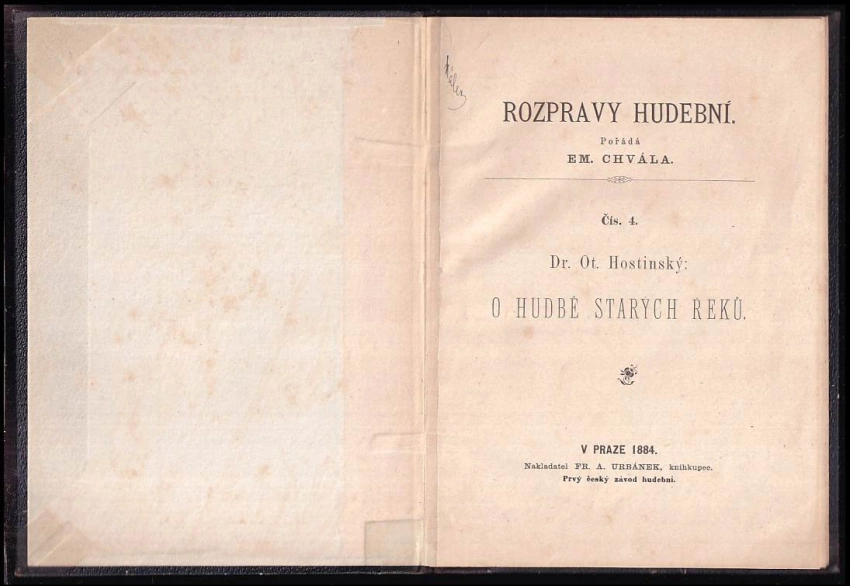 ROZPRAVY HUDEBNÍ.
Pořádá
EM. CHVÁLA.
Čís. 4.
Dr. Ot. Hostinský:
O HUDBĚ STARÝCH ŘEKŮ.
V PRAZE 1884.
Nakladatel FR. A. URBÁNEK, knihkupec.
Prvý český závod hudební.